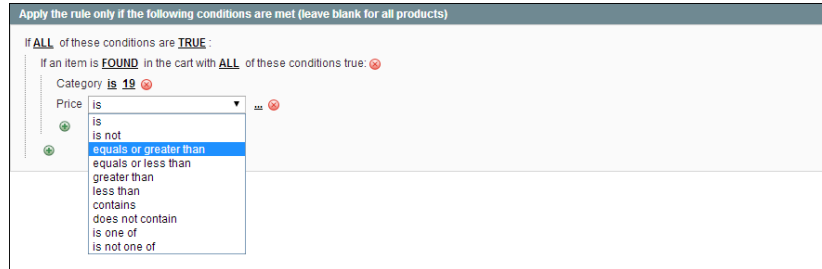 Apply the rule only if the following conditions are met (leave blank for all products)
If ALL of these conditions are TRUE :
If an item is FOUND in the cart with ALL of these conditions true:
Category is 19
Price is ...
is
is not
equals or greater than
equals or less than
greater than
less than
contains
does not contain
is one of
is not one of